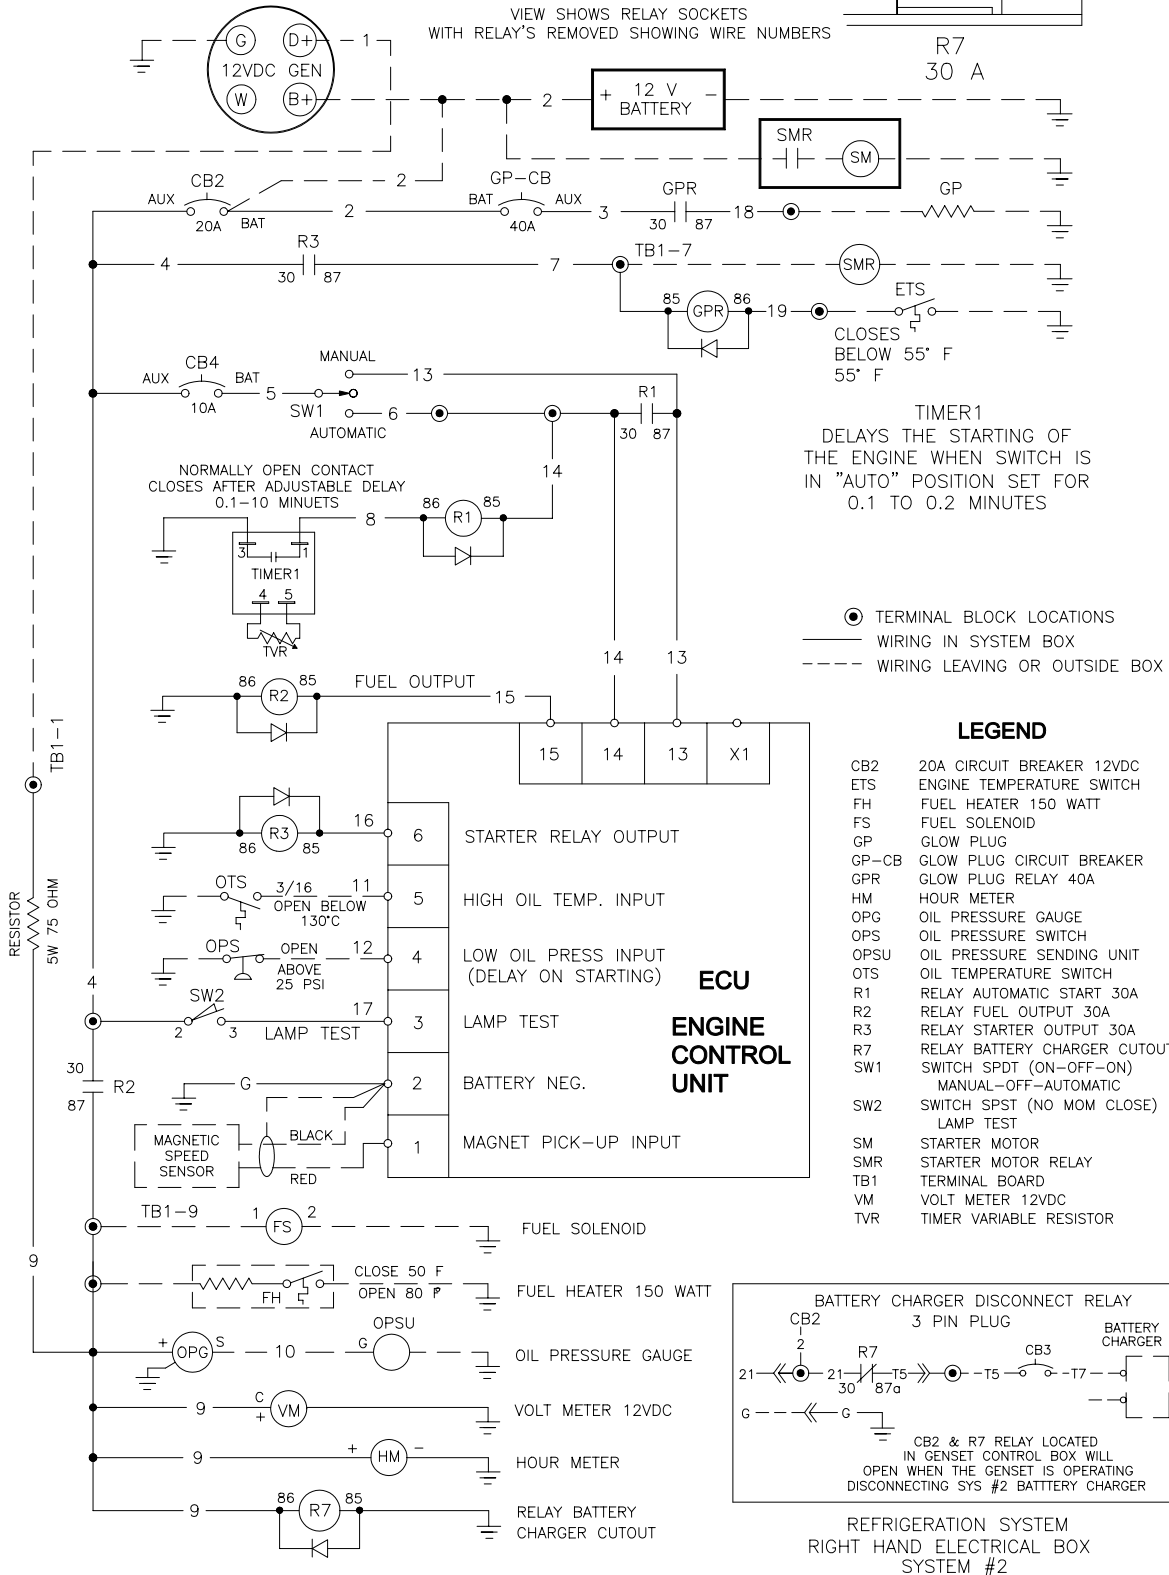 VIEW SHOWS RELAY SOCKETS
WITH RELAY'S REMOVED SHOWING WIRE NUMBERS
R7
30 A
G
D+
1
12VDC GEN
W
B+
2
+ 12 V −
BATTERY
SMR
SM
CB2
2
GP-CB
AUX
20A
BAT
2
BAT
40A
AUX
3
GPR
30
87
18
GP
4
R3
30
87
7
TB1-7
SMR
85
GPR
86
19
ETS
CLOSES
BELOW 55° F
55° F
AUX
CB4
BAT
10A
5
SW1
MANUAL
13
6
AUTOMATIC
R1
30
87
14
TIMER1
DELAYS THE STARTING OF
THE ENGINE WHEN SWITCH IS
IN "AUTO" POSITION SET FOR
0.1 TO 0.2 MINUTES
NORMALLY OPEN CONTACT
CLOSES AFTER ADJUSTABLE DELAY
0.1-10 MINUETS
8
86
R1
85
3
1
TIMER1
4
5
TVR
TERMINAL BLOCK LOCATIONS
WIRING IN SYSTEM BOX
WIRING LEAVING OR OUTSIDE BOX
14
13
86
R2
85
FUEL OUTPUT
15
15
14
13
X1
TB1-1
R3
86
85
16
6
STARTER RELAY OUTPUT
OTS
3/16
OPEN BELOW
130°C
11
5
HIGH OIL TEMP. INPUT
OPS
OPEN
ABOVE
25 PSI
12
4
LOW OIL PRESS INPUT
(DELAY ON STARTING)
RESISTOR
5W 75 OHM
4
SW2
2
3
LAMP TEST
17
3
LAMP TEST
30
R2
87
G
2
BATTERY NEG.
MAGNETIC
SPEED
SENSOR
BLACK
RED
1
MAGNET PICK-UP INPUT
ECU
ENGINE
CONTROL
UNIT
LEGEND
CB2 20A CIRCUIT BREAKER 12VDC
ETS ENGINE TEMPERATURE SWITCH
FH FUEL HEATER 150 WATT
FS FUEL SOLENOID
GP GLOW PLUG
GP-CB GLOW PLUG CIRCUIT BREAKER
GPR GLOW PLUG RELAY 40A
HM HOUR METER
OPG OIL PRESSURE GAUGE
OPS OIL PRESSURE SWITCH
OPSU OIL PRESSURE SENDING UNIT
OTS OIL TEMPERATURE SWITCH
R1 RELAY AUTOMATIC START 30A
R2 RELAY FUEL OUTPUT 30A
R3 RELAY STARTER OUTPUT 30A
R7 RELAY BATTERY CHARGER CUTOUT
SW1 SWITCH SPDT (ON-OFF-ON)
MANUAL-OFF-AUTOMATIC
SW2 SWITCH SPST (NO MOM CLOSE)
LAMP TEST
SM STARTER MOTOR
SMR STARTER MOTOR RELAY
TB1 TERMINAL BOARD
VM VOLT METER 12VDC
TVR TIMER VARIABLE RESISTOR
TB1-9
1
FS
2
FUEL SOLENOID
9
FH
CLOSE 50 F
OPEN 80 F
FUEL HEATER 150 WATT
+
OPG
S
10
G
OPSU
OIL PRESSURE GAUGE
9
C
+
VM
VOLT METER 12VDC
9
+
HM
−
HOUR METER
9
86
R7
85
RELAY BATTERY
CHARGER CUTOUT
BATTERY CHARGER DISCONNECT RELAY
3 PIN PLUG
CB2
2
R7
21
21
30
87a
T5
T5
CB3
T7
BATTERY
CHARGER
G
G
CB2 & R7 RELAY LOCATED
IN GENSET CONTROL BOX WILL
OPEN WHEN THE GENSET IS OPERATING
DISCONNECTING SYS #2 BATTTERY CHARGER
REFRIGERATION SYSTEM
RIGHT HAND ELECTRICAL BOX
SYSTEM #2